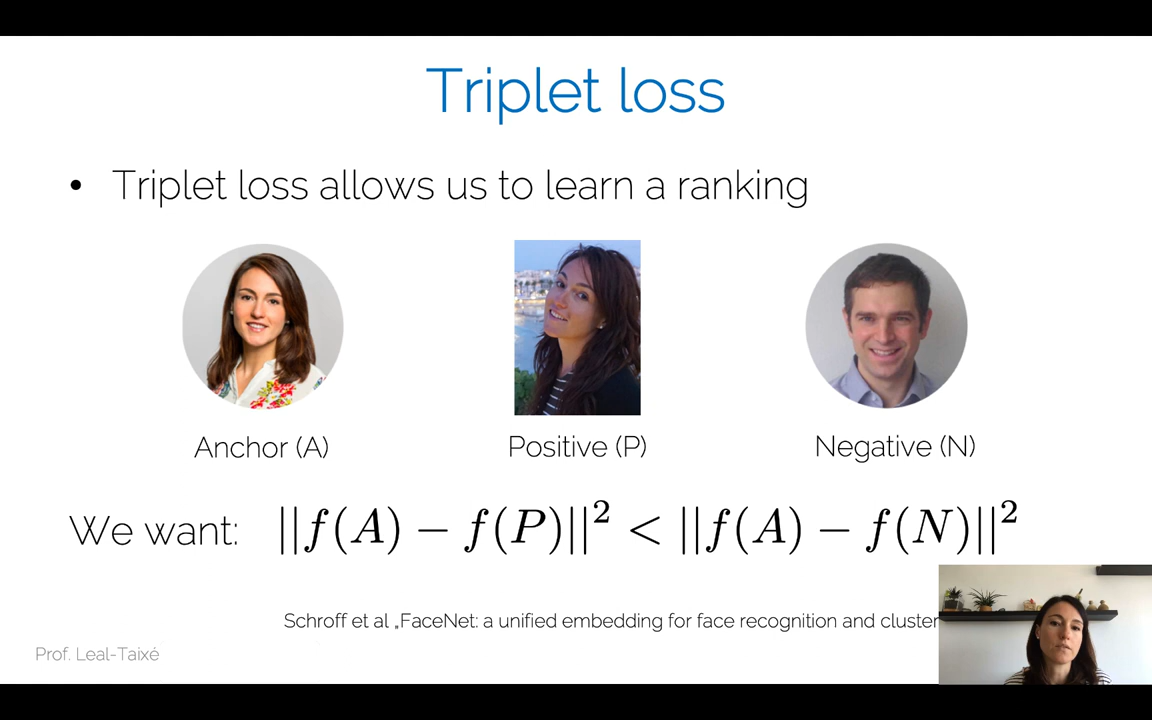 Triplet loss
• Triplet loss allows us to learn a ranking
Anchor (A)
Positive (P)
Negative (N)
We want: ||f(A) − f(P)||² < ||f(A) − f(N)||²
Schroff et al „FaceNet: a unified embedding for face recognition and cluster
Prof. Leal-Taixé